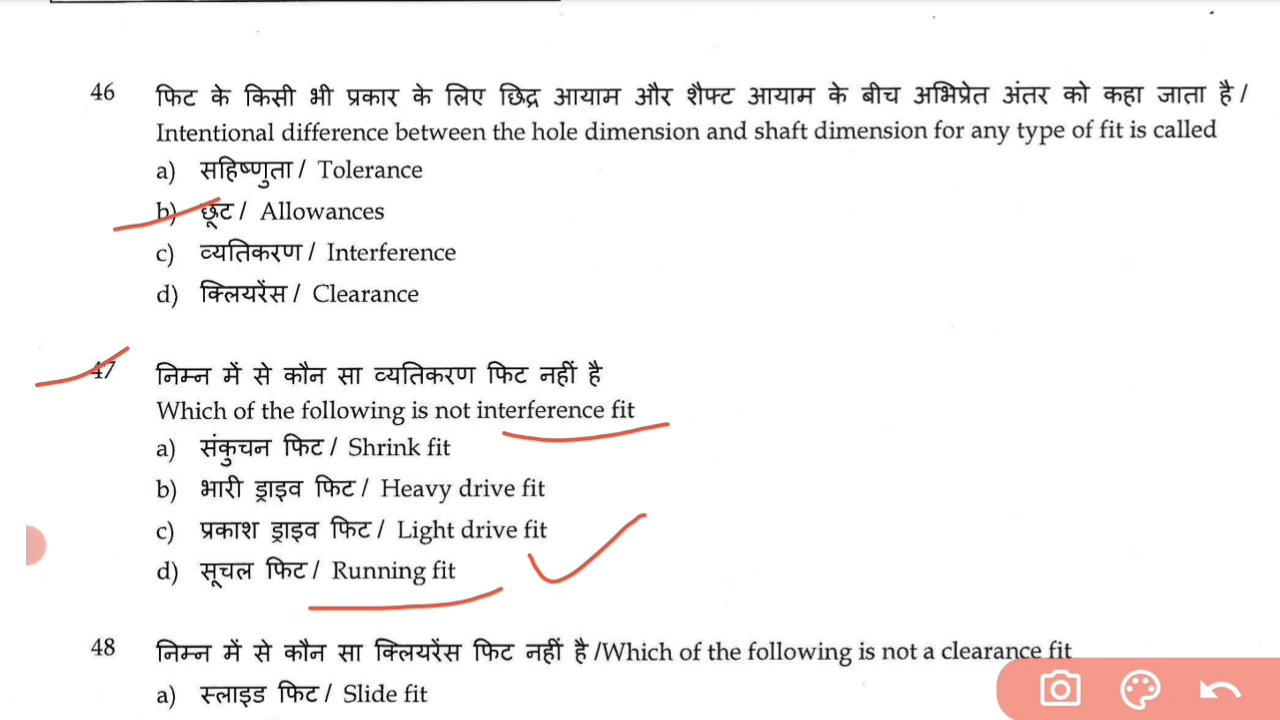 46 फिट के किसी भी प्रकार के लिए छिद्र आयाम और शैफ्ट आयाम के बीच अभिप्रेत अंतर को कहा जाता है /
Intentional difference between the hole dimension and shaft dimension for any type of fit is called
a) सहिष्णुता / Tolerance
b) छूट / Allowances
c) व्यतिकरण / Interference
d) क्लियरेंस / Clearance
47 निम्न में से कौन सा व्यतिकरण फिट नहीं है
Which of the following is not interference fit
a) संकुचन फिट / Shrink fit
b) भारी ड्राइव फिट / Heavy drive fit
c) प्रकाश ड्राइव फिट / Light drive fit
d) सूचल फिट / Running fit
48 निम्न में से कौन सा क्लियरेंस फिट नहीं है /Which of the following is not a clearance fit
a) स्लाइड फिट / Slide fit